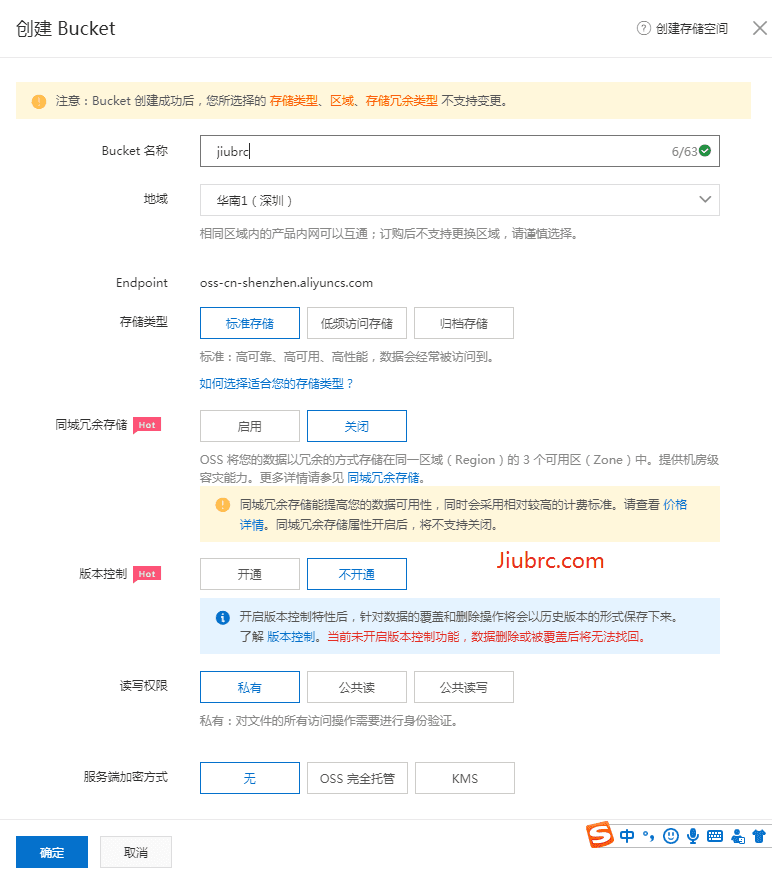 创建 Bucket
创建存储空间
注意：Bucket 创建成功后，您所选择的 存储类型、区域、存储冗余类型 不支持变更。
Bucket 名称
jiubrc
6/63
地域
华南1（深圳）
相同区域内的产品内网可以互通；订购后不支持更换区域，请谨慎选择。
Endpoint
oss-cn-shenzhen.aliyuncs.com
存储类型
标准存储 低频访问存储 归档存储
标准：高可靠、高可用、高性能，数据会经常被访问到。
如何选择适合您的存储类型？
同城冗余存储 Hot
启用 关闭
OSS 将您的数据以冗余的方式存储在同一区域（Region）的 3 个可用区（Zone）中。提供机房级
容灾能力。更多详情请参见 同城冗余存储。
同城冗余存储能提高您的数据可用性，同时会采用相对较高的计费标准。请查看 价格
详情。同城冗余存储属性开启后，将不支持关闭。
Jiubrc.com
版本控制 Hot
开通 不开通
开启版本控制特性后，针对数据的覆盖和删除操作将会以历史版本的形式保存下来。
了解 版本控制。当前未开启版本控制功能，数据删除或被覆盖后将无法找回。
读写权限
私有 公共读 公共读写
私有：对文件的所有访问操作需要进行身份验证。
服务端加密方式
无 OSS 完全托管 KMS
S 中
确定 取消